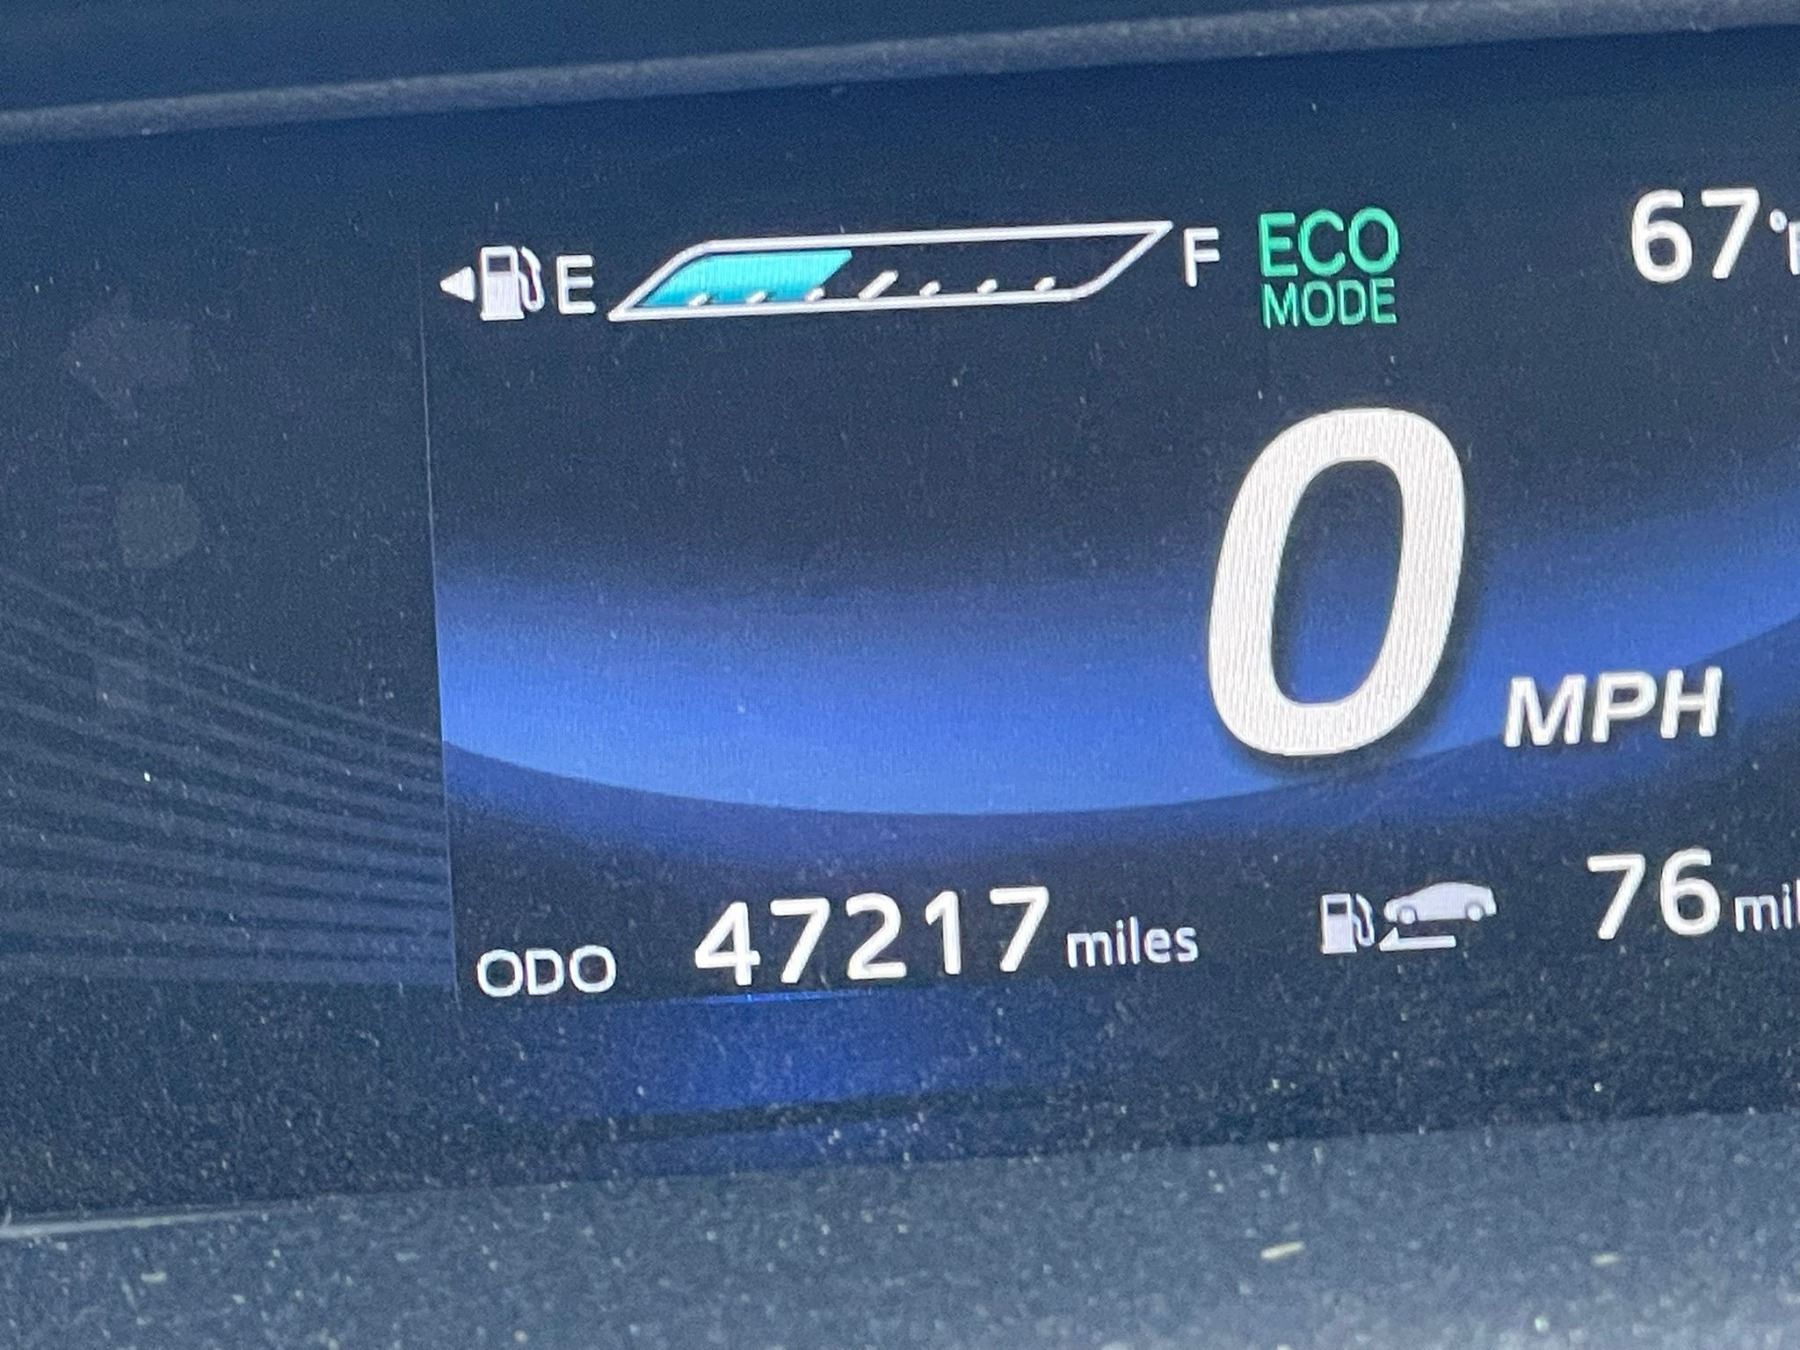 E F ECO 67°F
MODE
0 MPH
ODO 47217 miles 76